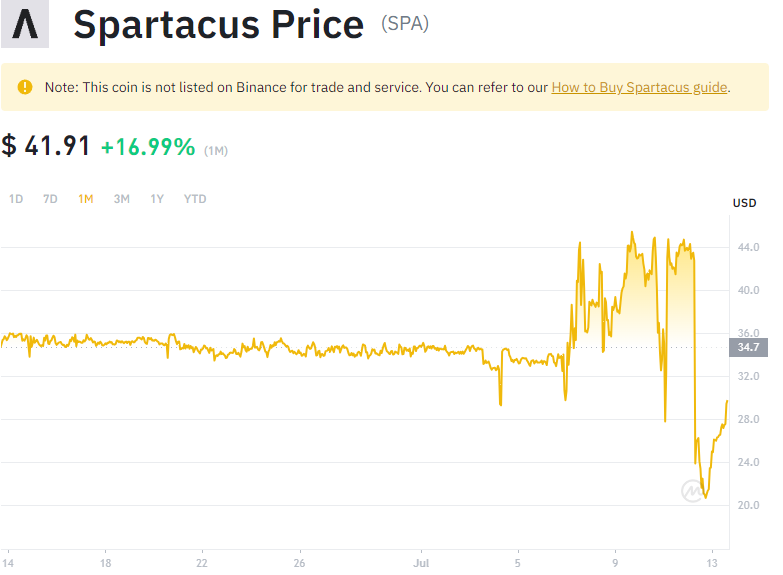 Spartacus Price (SPA)
Note: This coin is not listed on Binance for trade and service. You can refer to our How to Buy Spartacus guide.
$ 41.91 +16.99% (1M)
1D 7D 1M 3M 1Y YTD
USD
44.0
40.0
36.0
34.7
32.0
28.0
24.0
20.0
14 18 22 26 Jul 5 9 13